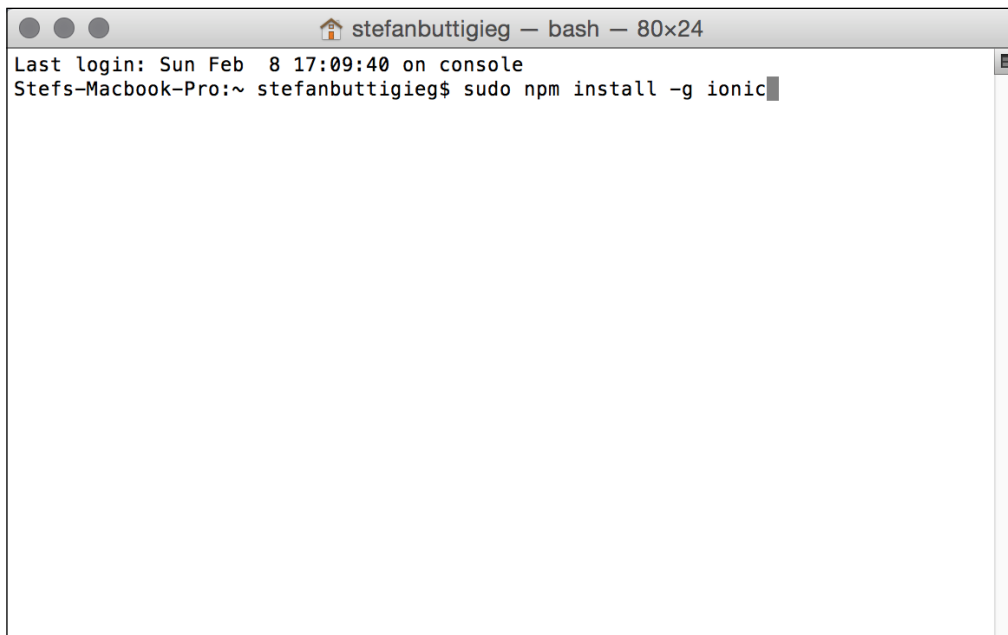 stefanbuttigieg — bash — 80×24
Last login: Sun Feb  8 17:09:40 on console
Stefs-Macbook-Pro:~ stefanbuttigieg$ sudo npm install -g ionic